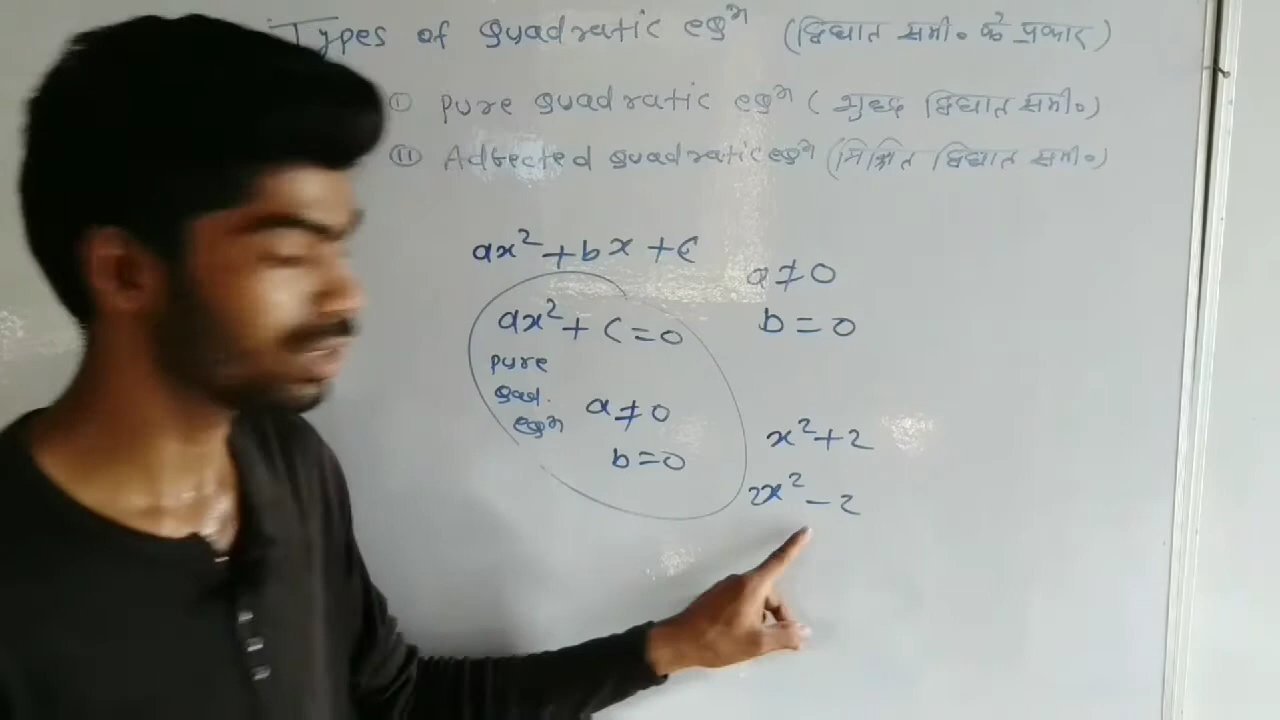 Types of quadratic eqⁿ (द्विघात समी० के प्रकार)
① Pure quadratic eqⁿ (शुद्ध द्विघात समी०)
② Adfected quadratic eqⁿ (मिश्रित द्विघात समी०)
ax² + bx + c
a ≠ 0
ax² + c = 0
b = 0
pure
quad.
eqⁿ
a ≠ 0
b = 0
x² + 2
2x² - 2